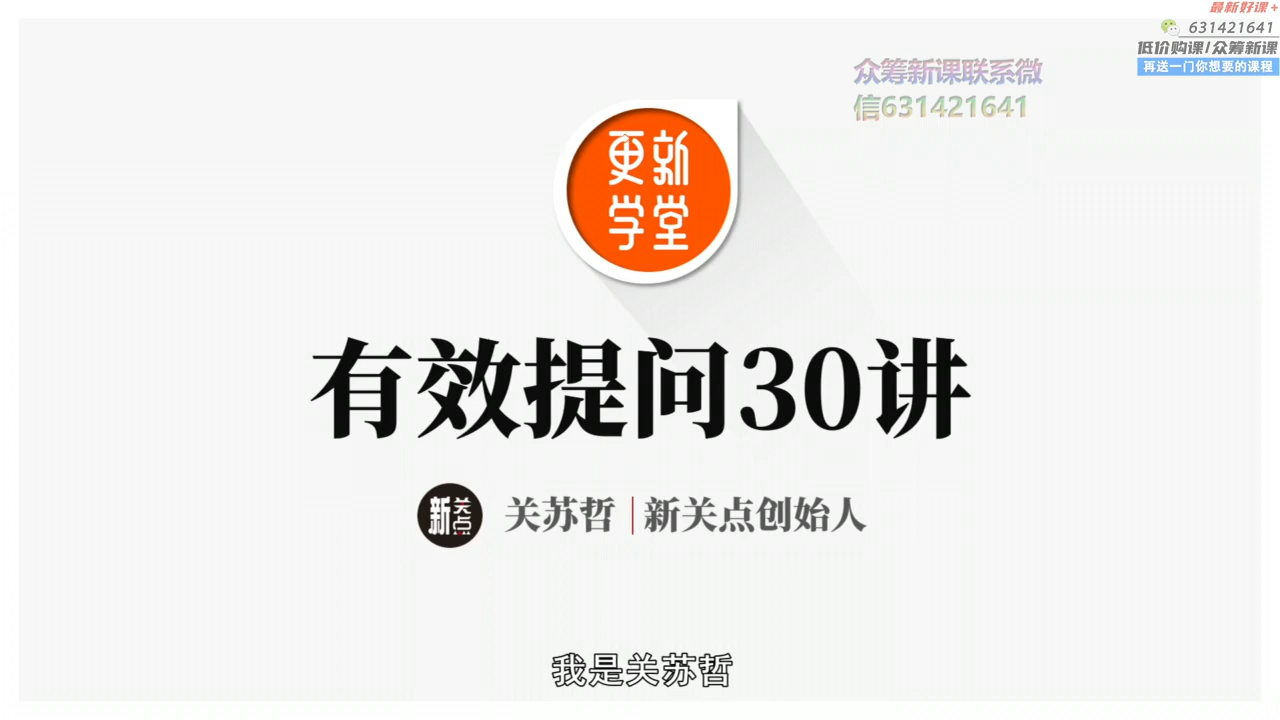 最新好课+
631421641
低价购课/众筹新课
再送一门你想要的课程
众筹新课联系微
信631421641
更新
学堂
有效提问30讲
新关点
关苏哲|新关点创始人
我是关苏哲